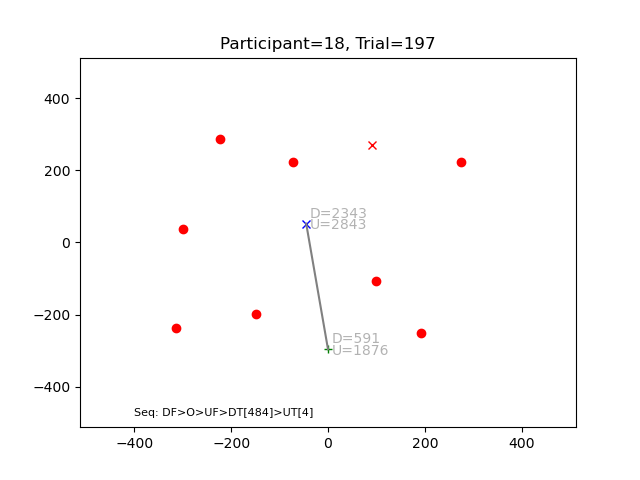 Participant=18, Trial=197
400
200
0
−200
−400
D=2343
U=2843
D=591
U=1876
Seq: DF>O>UF>DT[484]>UT[4]
−400
−200
0
200
400